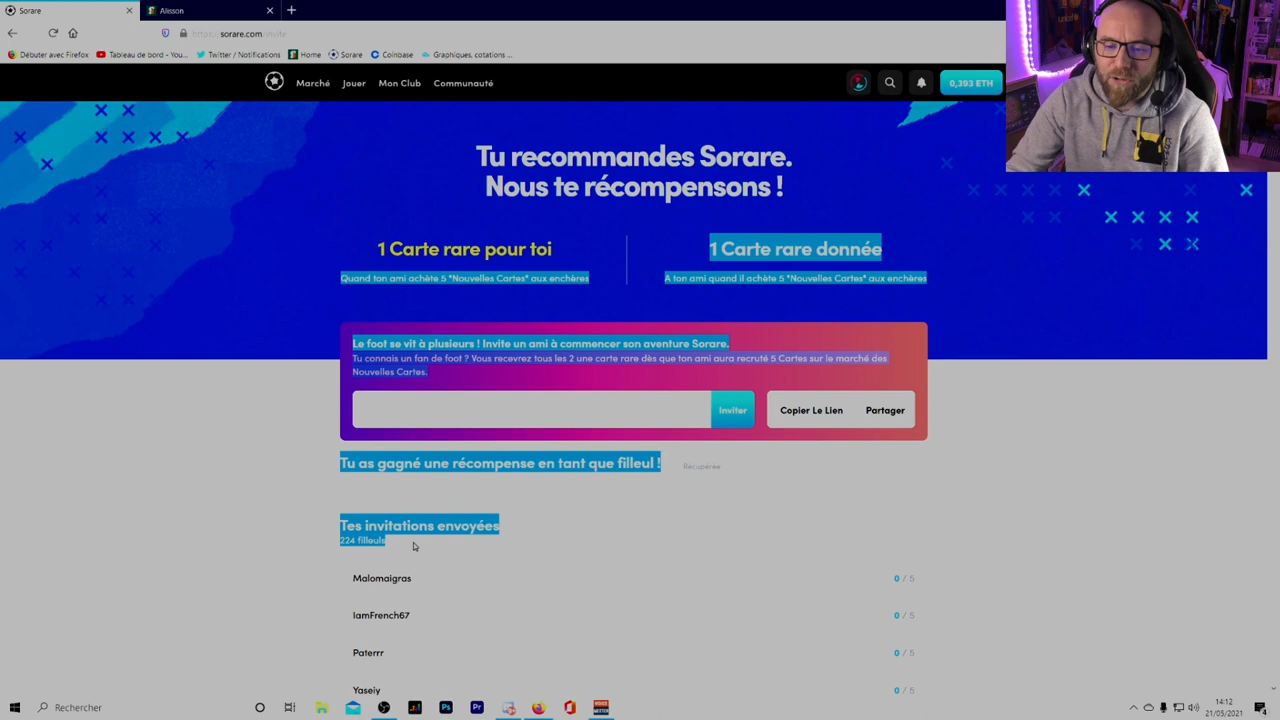 Sorare
Alisson
https://sorare.com/invite
Débuter avec Firefox
Tableau de bord - You...
Twitter / Notifications
Home
Sorare
Coinbase
Graphiques, cotations ...
Marché
Jouer
Mon Club
Communauté
0,393 ETH
Tu recommandes Sorare.
Nous te récompensons !
1 Carte rare pour toi
1 Carte rare donnée
Quand ton ami achète 5 "Nouvelles Cartes" aux enchères
A ton ami quand il achète 5 "Nouvelles Cartes" aux enchères
Le foot se vit à plusieurs ! Invite un ami à commencer son aventure Sorare.
Tu connais un fan de foot ? Vous recevrez tous les 2 une carte rare dès que ton ami aura recruté 5 Cartes sur le marché des
Nouvelles Cartes.
Inviter
Copier Le Lien
Partager
Tu as gagné une récompense en tant que filleul !
Récupérée
Tes invitations envoyées
224 filleuls
Malomaigras
0 / 5
IamFrench67
0 / 5
Paterrr
0 / 5
Yaseiy
0 / 5
Rechercher
14:12
21/05/2021